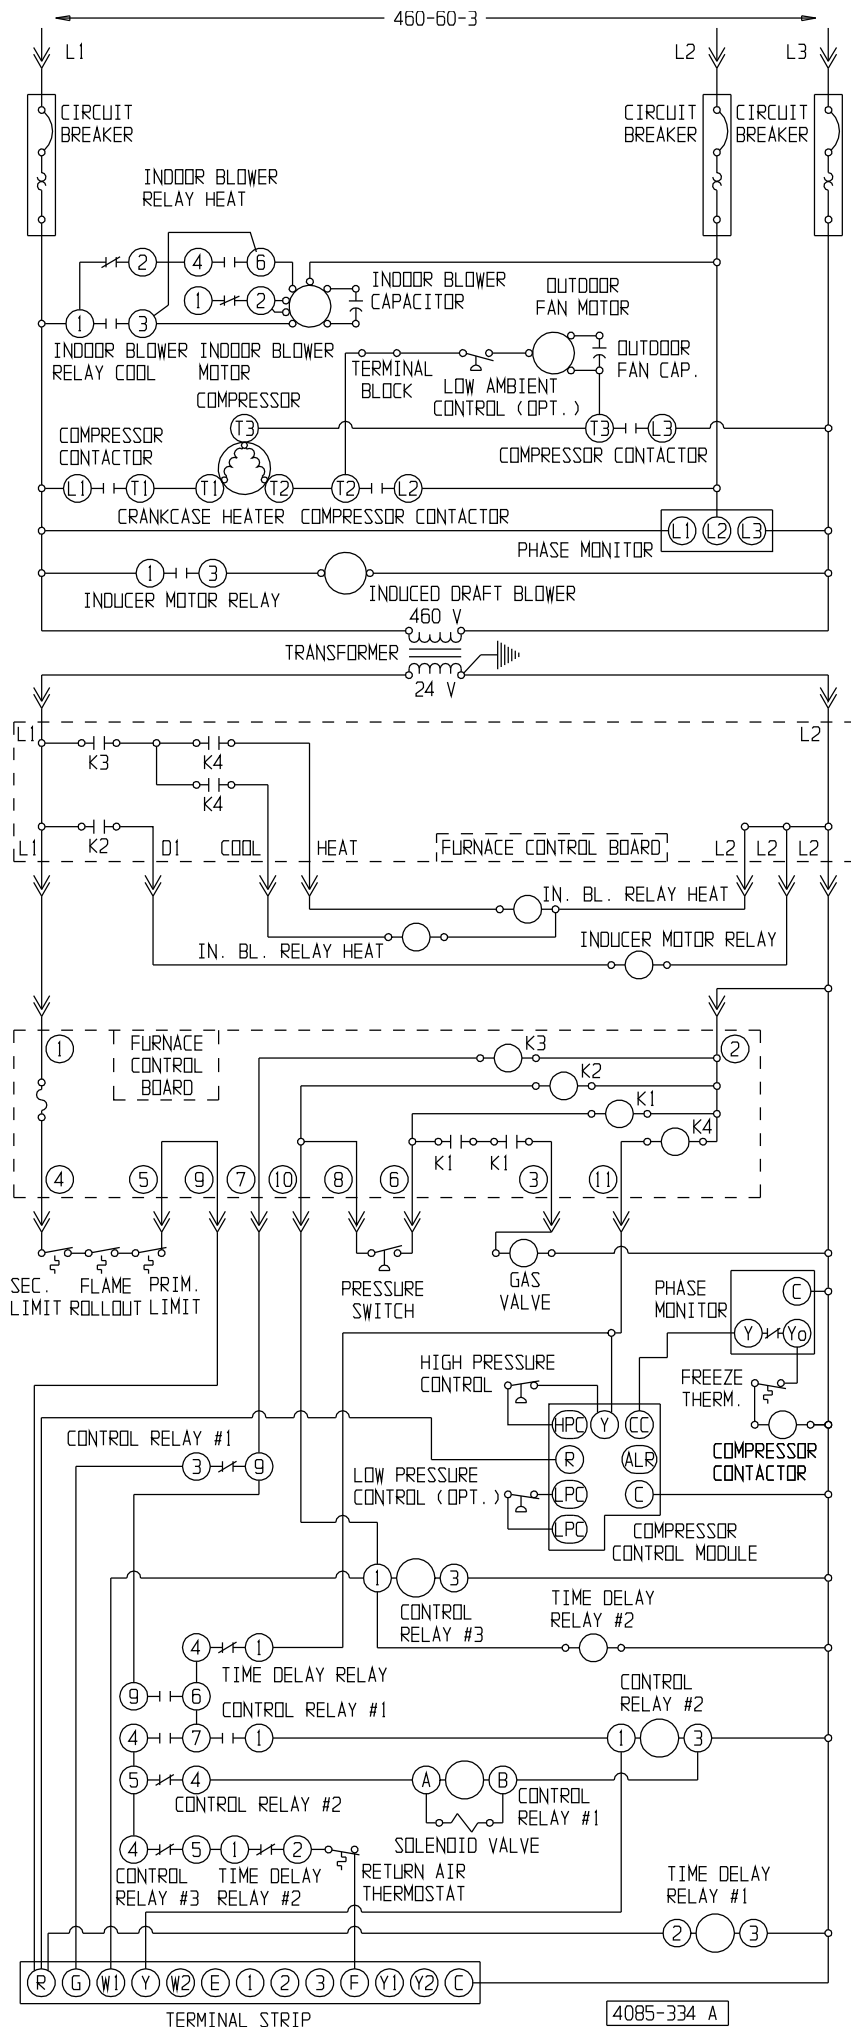 460-60-3
L1
L2
L3
CIRCUIT
BREAKER
CIRCUIT
BREAKER
CIRCUIT
BREAKER
INDOOR BLOWER
RELAY HEAT
2
4
6
INDOOR BLOWER
CAPACITOR
OUTDOOR
FAN MOTOR
1
2
1
3
INDOOR BLOWER
RELAY COOL
INDOOR BLOWER
MOTOR
TERMINAL
BLOCK
LOW AMBIENT
CONTROL (OPT.)
OUTDOOR
FAN CAP.
COMPRESSOR
T3
T3
L3
COMPRESSOR
CONTACTOR
COMPRESSOR CONTACTOR
L1
T1
T1
T2
T2
L2
CRANKCASE HEATER
COMPRESSOR CONTACTOR
L1
L2
L3
PHASE MONITOR
1
3
INDUCER MOTOR RELAY
INDUCED DRAFT BLOWER
460 V
TRANSFORMER
24 V
L1
L2
K3
K4
K4
L1
K2
D1
COOL
HEAT
FURNACE CONTROL BOARD
L2
L2
L2
IN. BL. RELAY HEAT
IN. BL. RELAY HEAT
INDUCER MOTOR RELAY
1
FURNACE
CONTROL
BOARD
K3
2
K2
K1
K4
K1
K1
4
5
9
7
10
8
6
3
11
SEC.
LIMIT
FLAME
ROLLOUT
PRIM.
LIMIT
PRESSURE
SWITCH
GAS
VALVE
PHASE
MONITOR
C
Y
Yo
HIGH PRESSURE
CONTROL
FREEZE
THERM.
HPC
Y
CC
COMPRESSOR
CONTACTOR
CONTROL RELAY #1
3
9
R
ALR
LOW PRESSURE
CONTROL (OPT.)
LPC
C
LPC
COMPRESSOR
CONTROL MODULE
1
3
CONTROL
RELAY #3
TIME DELAY
RELAY #2
4
1
TIME DELAY RELAY
9
6
CONTROL RELAY #1
CONTROL
RELAY #2
4
7
1
1
3
5
4
A
B
CONTROL RELAY #2
CONTROL
RELAY #1
SOLENOID VALVE
4
5
1
2
CONTROL
RELAY #3
TIME DELAY
RELAY #2
RETURN AIR
THERMOSTAT
TIME DELAY
RELAY #1
2
3
R
G
W1
Y
W2
E
1
2
3
F
Y1
Y2
C
TERMINAL STRIP
4085-334 A